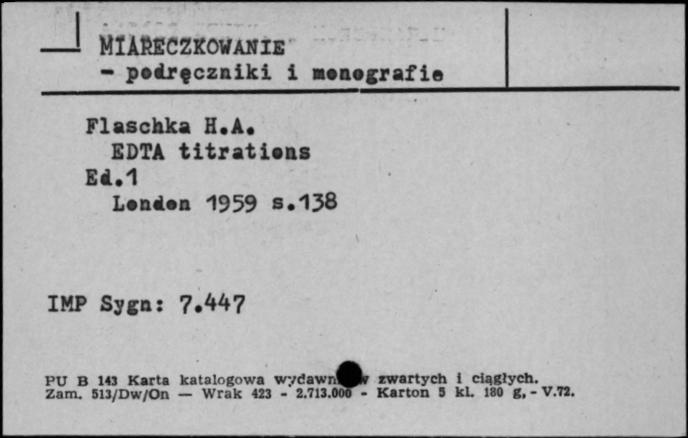 MIARECZKOWANIE
- podręczniki i monografie
Flaschka H.A.
EDTA titrations
Ed.1
London 1959 s.138
IMP Sygn: 7.447
PU B 143 Karta katalogowa zwartych i ciągłych.
Zam. 513/Dw/On — Wrak 423 - 2.713.000 - Karton 5 kl. 180 g, - V.72.